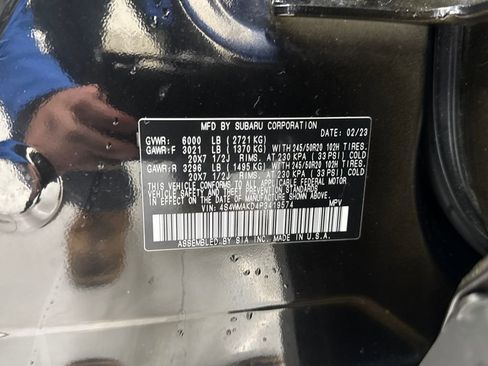 MFD BY SUBARU CORPORATION DATE: 02/23
GVWR: 6000 LB (2721 KG)
GAWR:F 3021 LB (1370 KG) WITH 245/50R20 102H TIRES.
20X7 1/2J RIMS. AT 230 KPA (33 PSI) COLD
GAWR:R 3296 LB (1495 KG) WITH 245/50R20 102H TIRES.
20X7 1/2J RIMS. AT 230 KPA (33 PSI) COLD
THIS VEHICLE CONFORMS TO ALL APPLICABLE FEDERAL MOTOR
VEHICLE SAFETY AND THEFT PREVENTION STANDARDS
IN EFFECT ON THE DATE OF MANUFACTURE SHOWN ABOVE.
VIN: 4S4WMAKD4PS419574 MPV
ASSEMBLED BY SIA INC. MADE IN U.S.A.